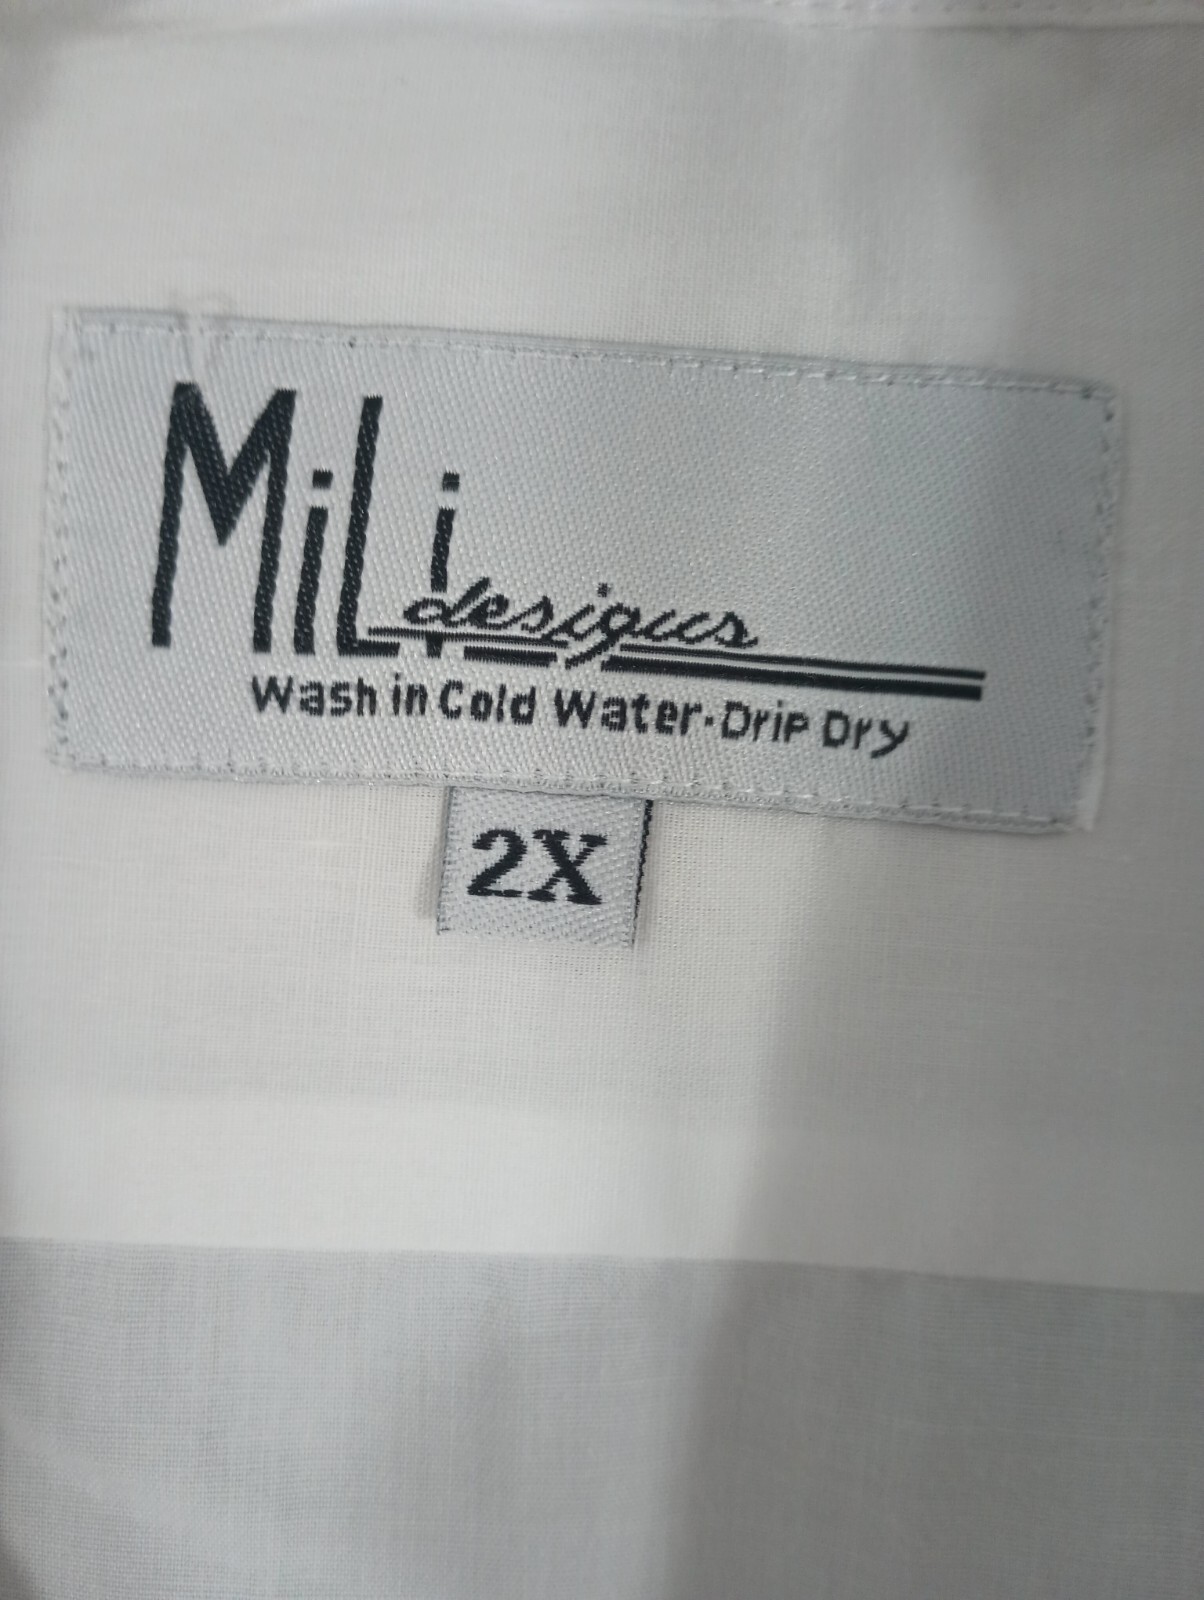 MiLi
designs
Wash in Cold Water·Drip Dry
2X